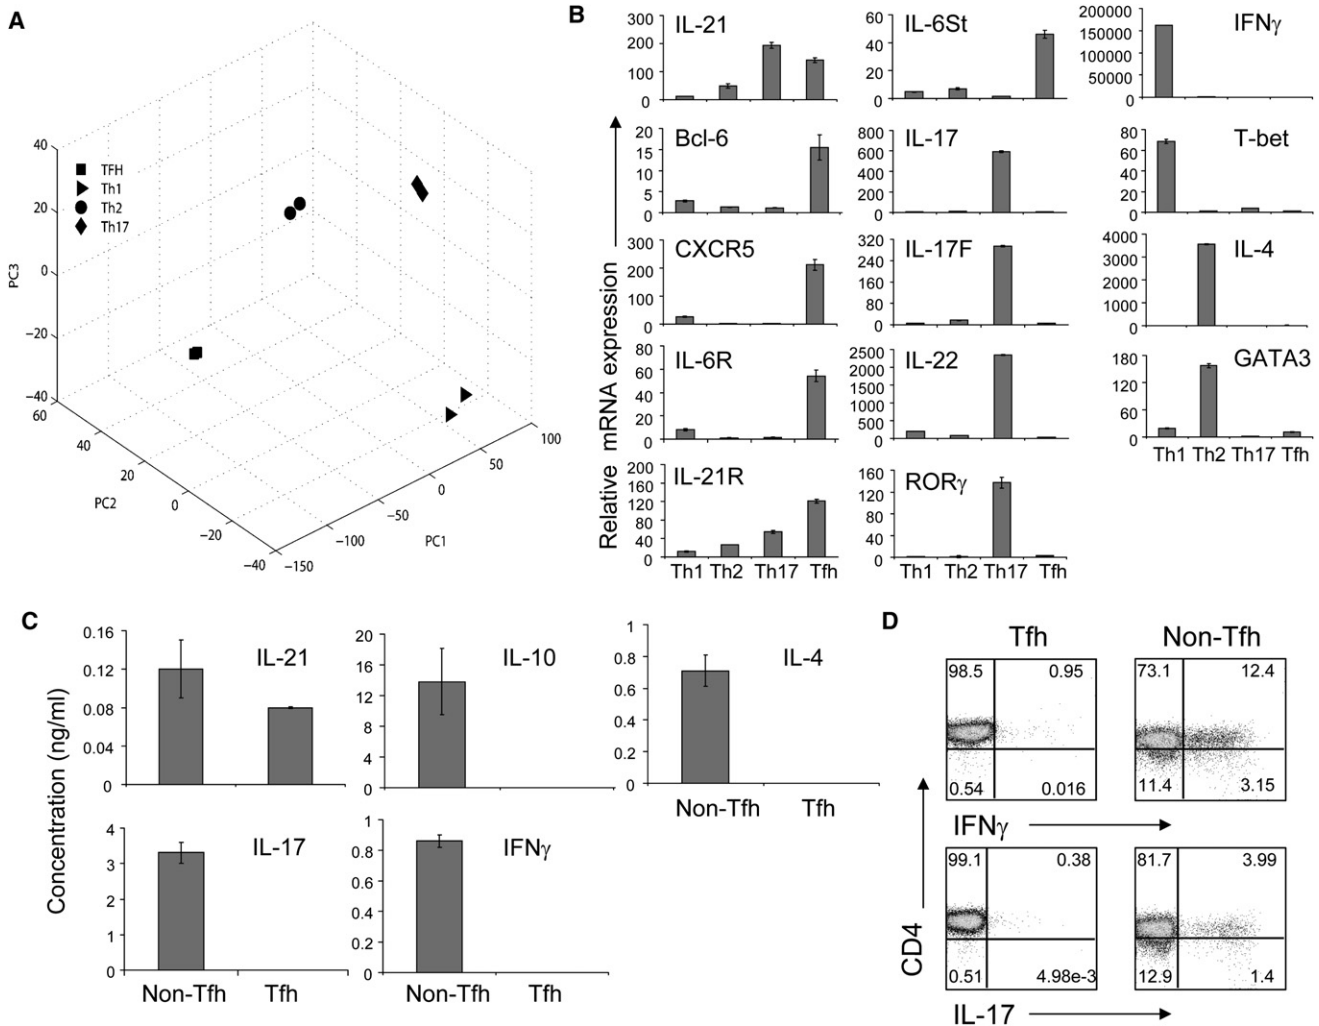 A
40
20
0
−20
−40
PC3
TFH
Th1
Th2
Th17
60
40
20
0
−20
−40
PC2
−150
−100
−50
0
50
100
PC1
B
Relative mRNA expression
IL-21
300
200
100
0
IL-6St
60
40
20
0
IFNγ
200000
150000
100000
50000
0
Bcl-6
20
15
10
5
0
IL-17
800
600
400
200
0
T-bet
80
60
40
20
0
CXCR5
300
200
100
0
IL-17F
320
240
160
80
0
IL-4
4000
3000
2000
1000
0
IL-6R
80
60
40
20
0
IL-22
2500
2000
1500
1000
500
0
GATA3
180
120
60
0
Th1 Th2 Th17 Tfh
IL-21R
200
160
120
80
40
0
Th1 Th2 Th17 Tfh
RORγ
160
120
80
40
0
Th1 Th2 Th17 Tfh
C
Concentration (ng/ml)
IL-21
0.16
0.12
0.08
0.04
0
IL-10
20
16
12
8
4
0
IL-4
1
0.8
0.6
0.4
0.2
0
Non-Tfh Tfh
IL-17
4
3
2
1
0
Non-Tfh Tfh
IFNγ
1
0.8
0.6
0.4
0.2
0
Non-Tfh Tfh
D
Tfh Non-Tfh
98.5 0.95 73.1 12.4
0.54 0.016 11.4 3.15
IFNγ
99.1 0.38 81.7 3.99
0.51 4.98e-3 12.9 1.4
IL-17
CD4